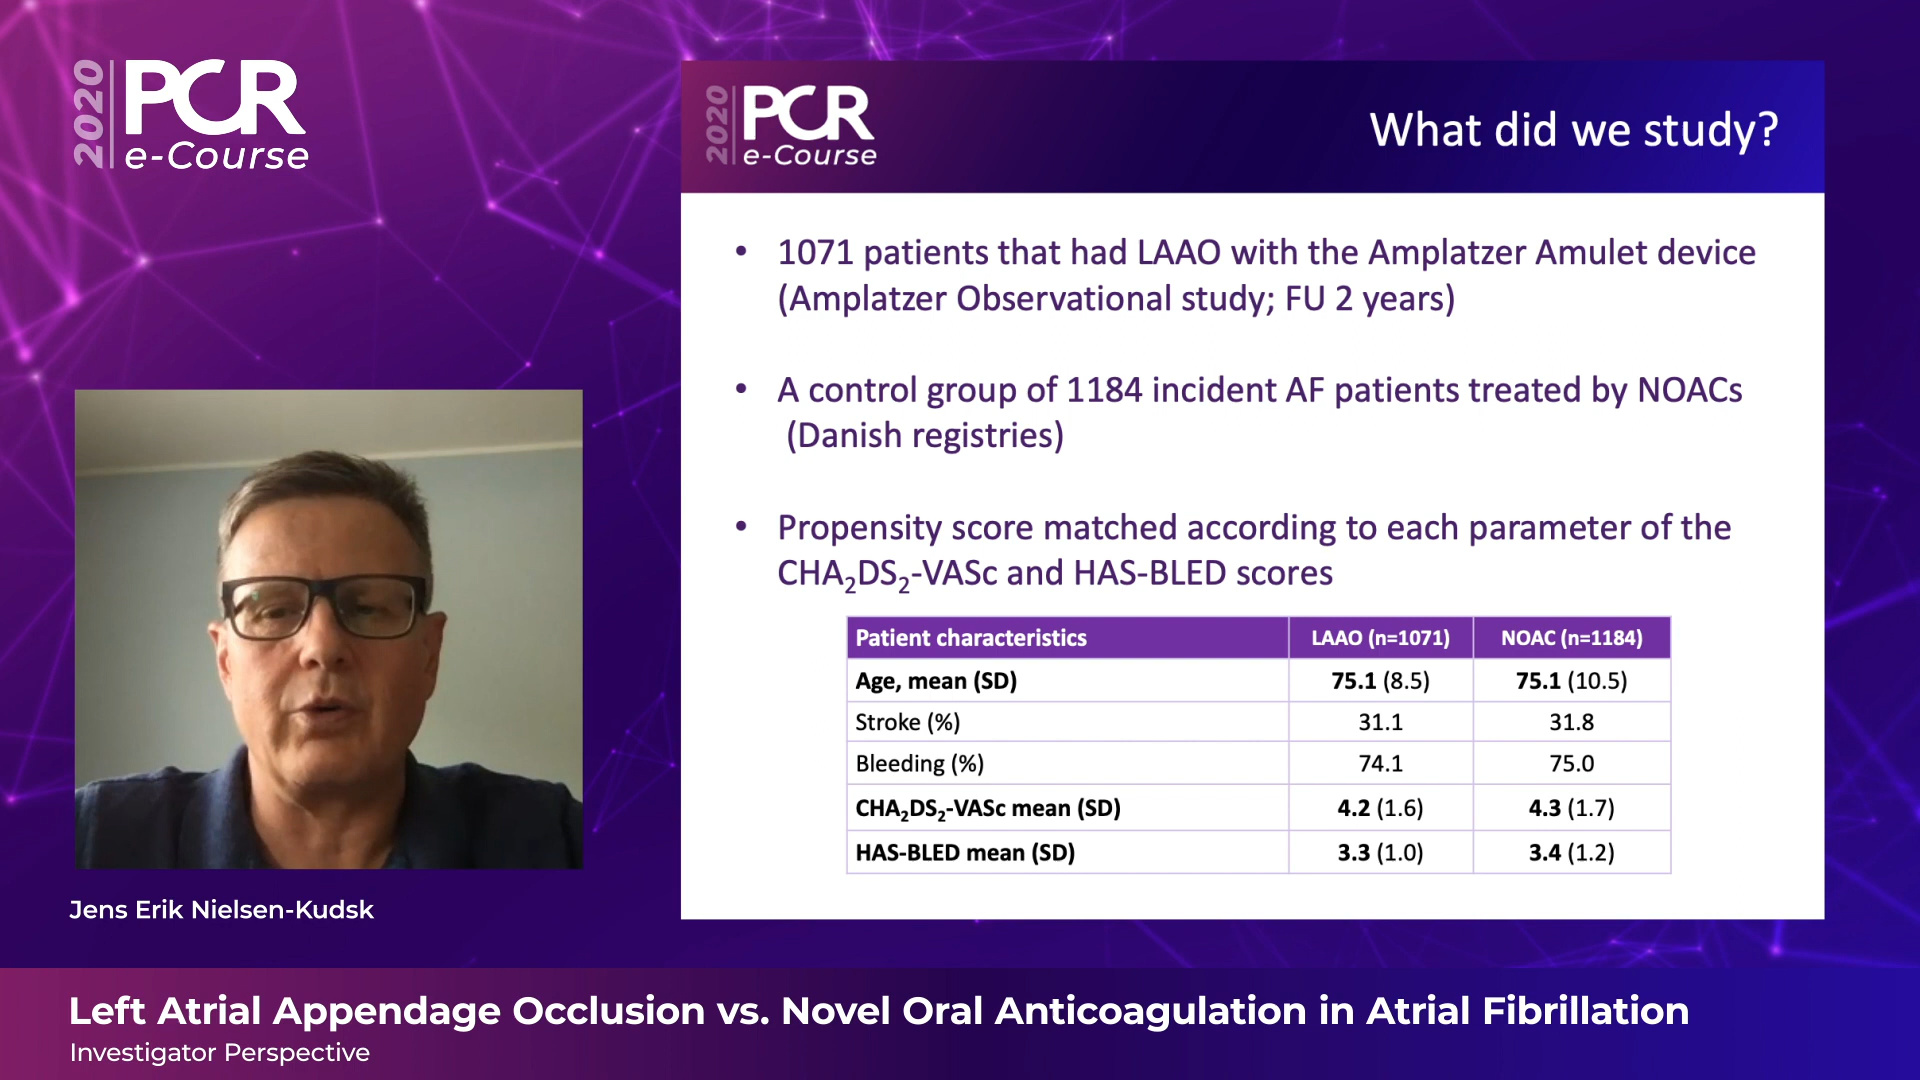 2020
PCR
e-Course
2020
PCR
e-Course
What did we study?
• 1071 patients that had LAAO with the Amplatzer Amulet device
(Amplatzer Observational study; FU 2 years)
• A control group of 1184 incident AF patients treated by NOACs
(Danish registries)
• Propensity score matched according to each parameter of the
CHA₂DS₂-VASc and HAS-BLED scores
Patient characteristics LAAO (n=1071) NOAC (n=1184)
Age, mean (SD) 75.1 (8.5) 75.1 (10.5)
Stroke (%) 31.1 31.8
Bleeding (%) 74.1 75.0
CHA₂DS₂-VASc mean (SD) 4.2 (1.6) 4.3 (1.7)
HAS-BLED mean (SD) 3.3 (1.0) 3.4 (1.2)
Jens Erik Nielsen-Kudsk
Left Atrial Appendage Occlusion vs. Novel Oral Anticoagulation in Atrial Fibrillation
Investigator Perspective